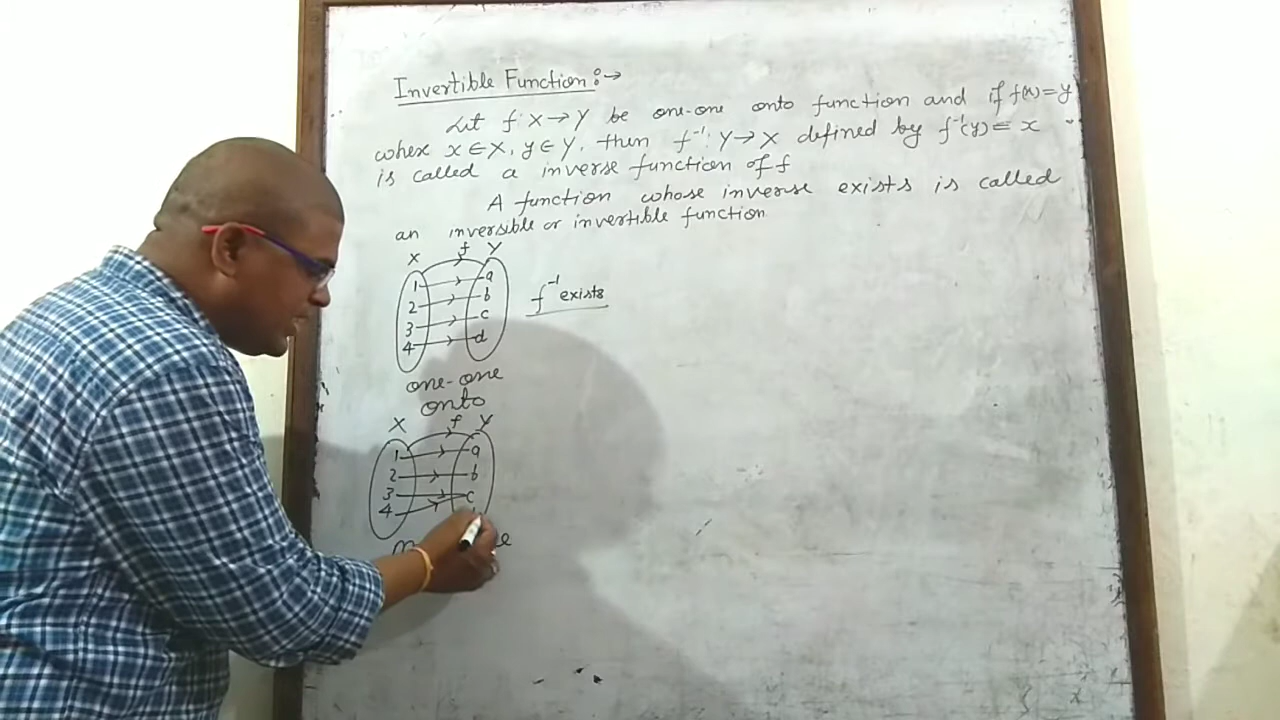 Invertible Function :→
Let f: X→Y be one-one onto function and if f(x)=y
where x∈X, y∈Y, then f⁻¹: Y→X defined by f⁻¹(y)=x
is called a inverse function of f
A function whose inverse exists is called
an inversible or invertible function
X f Y
1 a
2 b
3 c
4 d
f⁻¹ exists
one-one
onto
X f Y
1 a
2 b
3 c
4